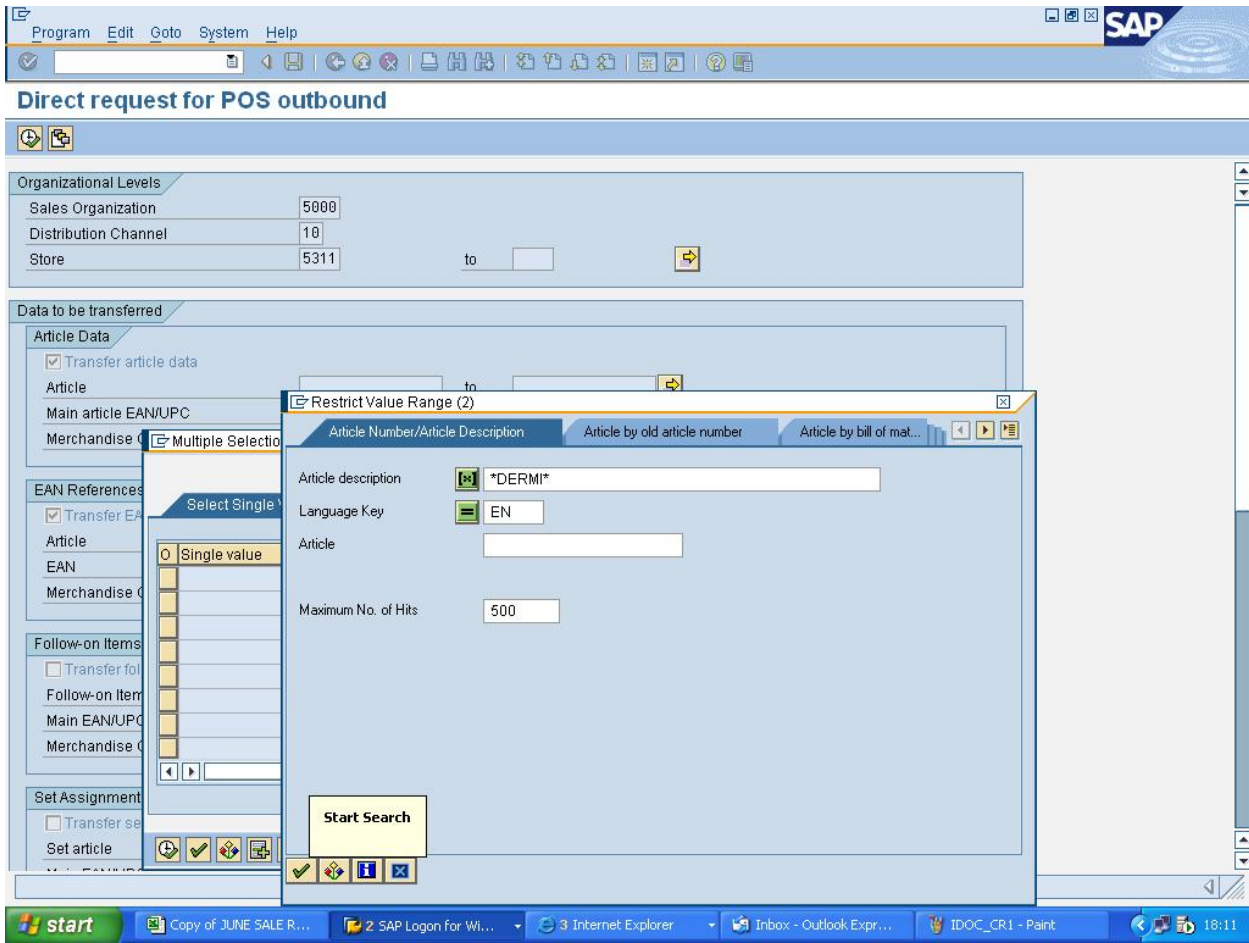 Program Edit Goto System Help
SAP
Direct request for POS outbound
Organizational Levels
Sales Organization 5000
Distribution Channel 10
Store 5311 to
Data to be transferred
Article Data
Transfer article data
Article to
Main article EAN/UPC
Merchandise
EAN References
Transfer EA
Article
EAN
Merchandise
Follow-on Items
Transfer fol
Follow-on Item
Main EAN/UPC
Merchandise
Set Assignment
Transfer se
Set article
Multiple Selectio
Select Single
O Single value
Restrict Value Range (2)
Article Number/Article Description Article by old article number Article by bill of mat...
Article description *DERMI*
Language Key EN
Article
Maximum No. of Hits 500
Start Search
start Copy of JUNE SALE R... 2 SAP Logon for Wi... 3 Internet Explorer Inbox - Outlook Expr... IDOC_CR1 - Paint 18:11